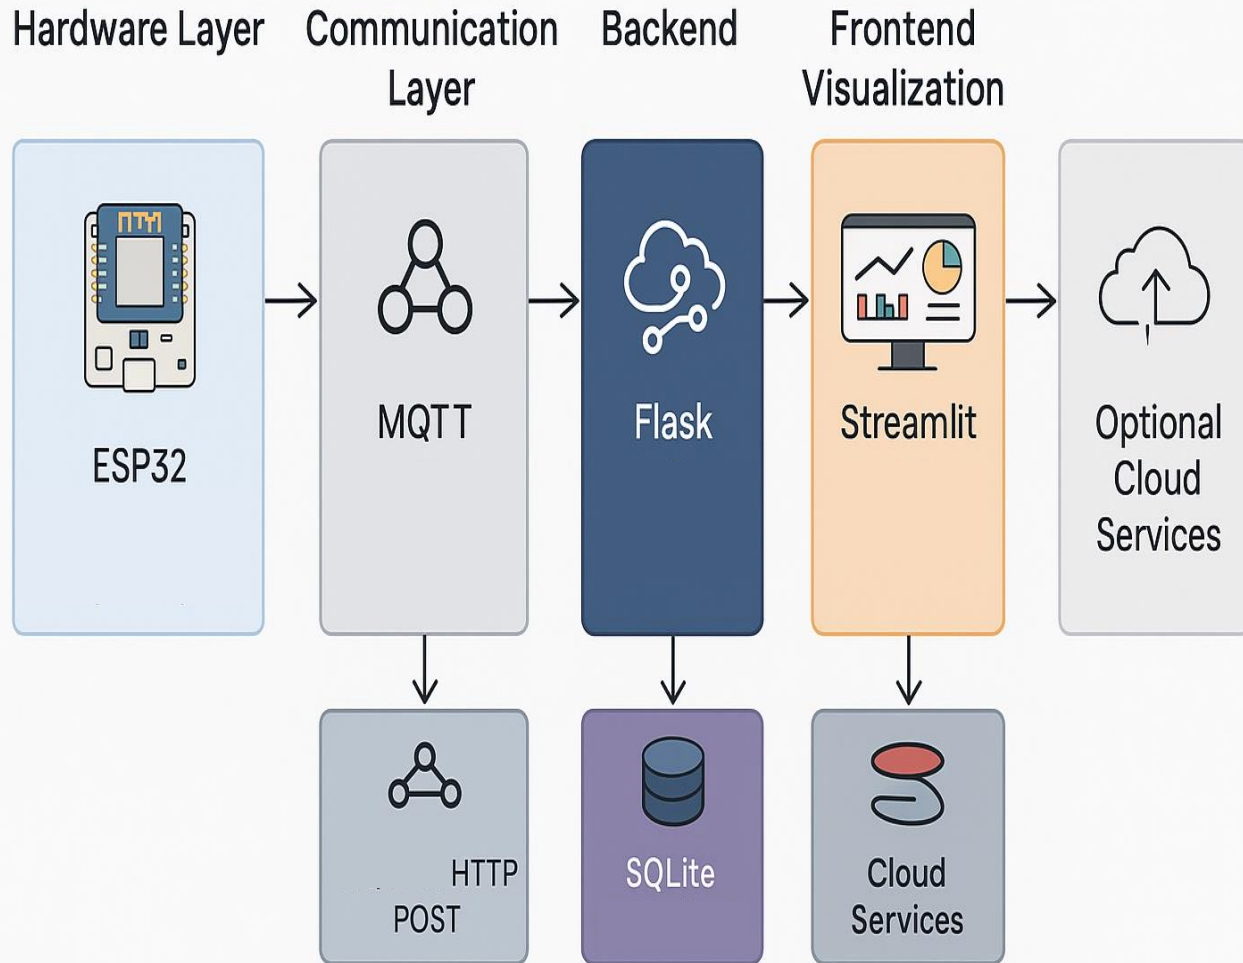 Hardware Layer
Communication
Layer
Backend
Frontend
Visualization
ESP32
MQTT
Flask
Streamlit
Optional
Cloud
Services
HTTP
POST
SQLite
Cloud
Services